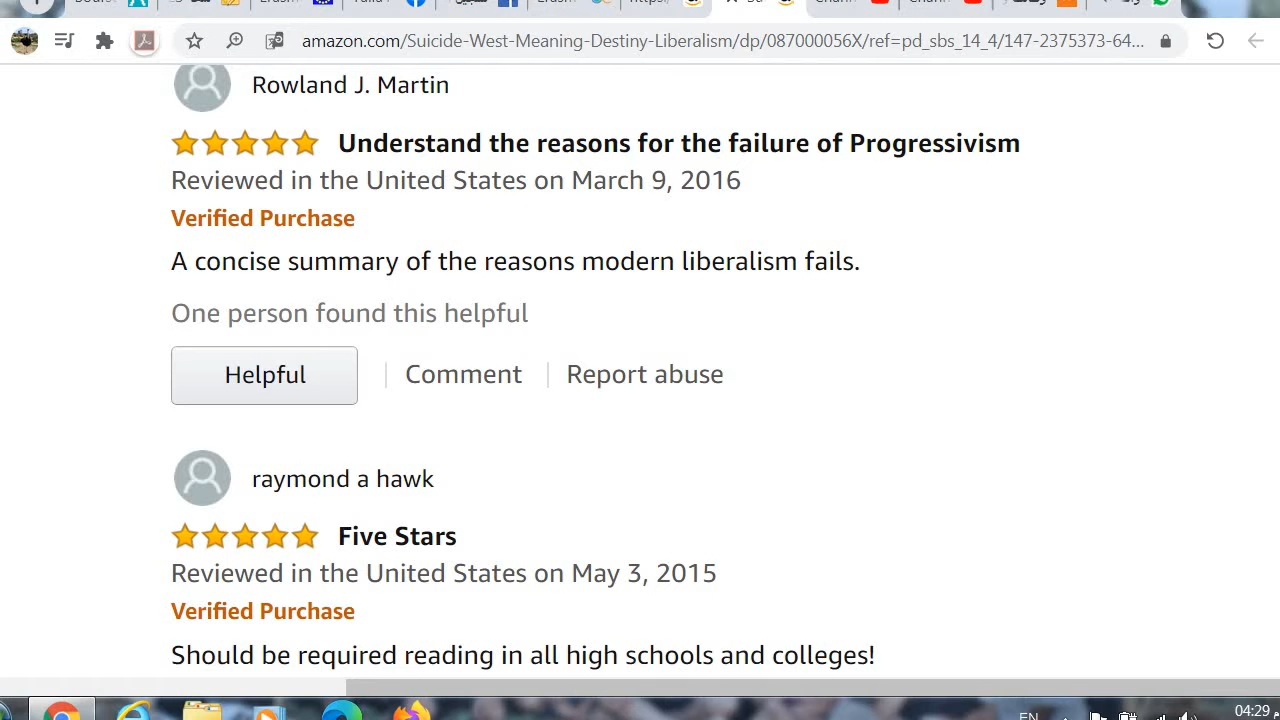 amazon.com/Suicide-West-Meaning-Destiny-Liberalism/dp/087000056X/ref=pd_sbs_14_4/147-2375373-64...
Rowland J. Martin
Understand the reasons for the failure of Progressivism
Reviewed in the United States on March 9, 2016
Verified Purchase
A concise summary of the reasons modern liberalism fails.
One person found this helpful
Helpful
Comment
Report abuse
raymond a hawk
Five Stars
Reviewed in the United States on May 3, 2015
Verified Purchase
Should be required reading in all high schools and colleges!
EN
04:29